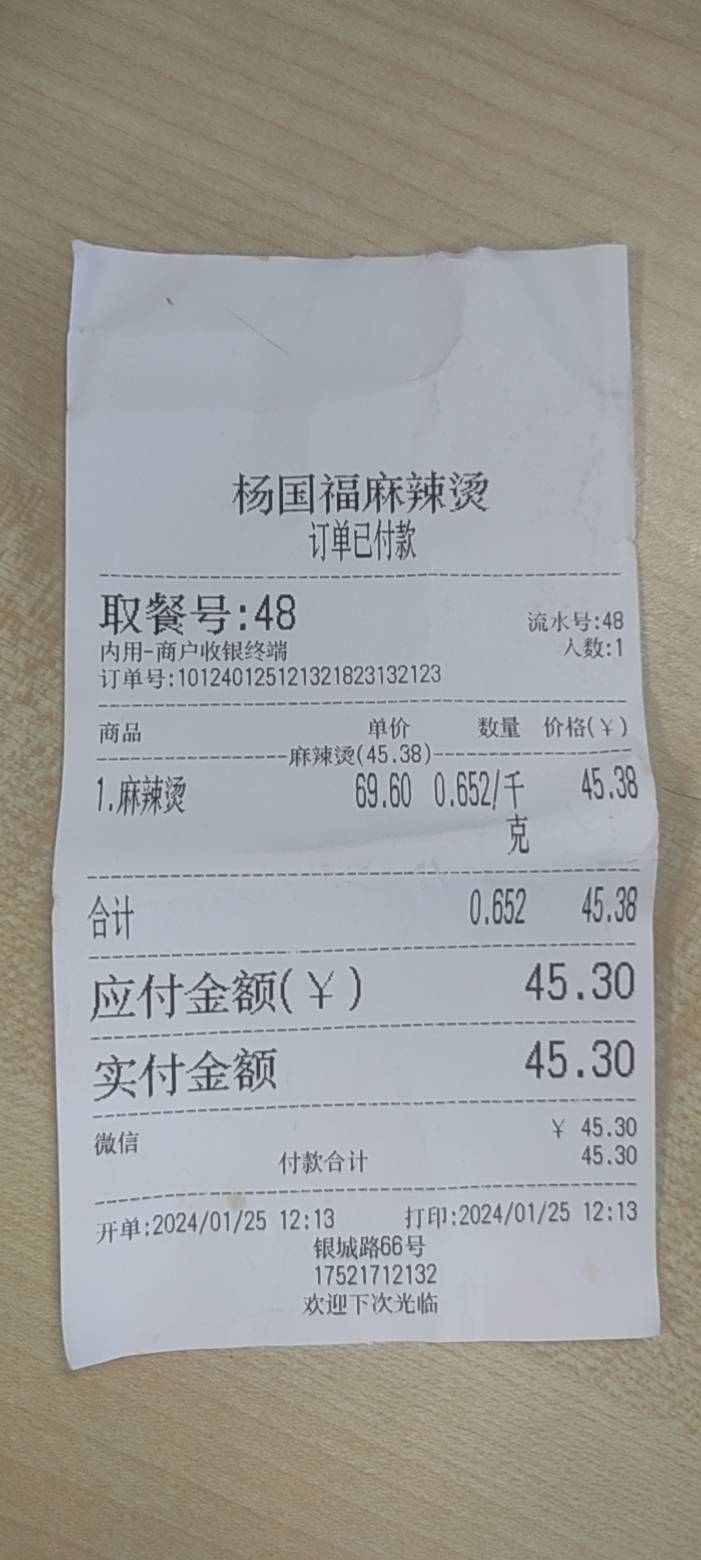 杨国福麻辣烫
订单已付款
取餐号:48 流水号:48
内用-商户收银终端 人数:1
订单号:101240125121321823132123
商品 单价 数量 价格(¥)
麻辣烫(45.38)
1.麻辣烫 69.60 0.652/千克 45.38
合计 0.652 45.38
应付金额(¥) 45.30
实付金额 45.30
微信 ¥ 45.30
付款合计 45.30
开单:2024/01/25 12:13 打印:2024/01/25 12:13
银城路66号
17521712132
欢迎下次光临